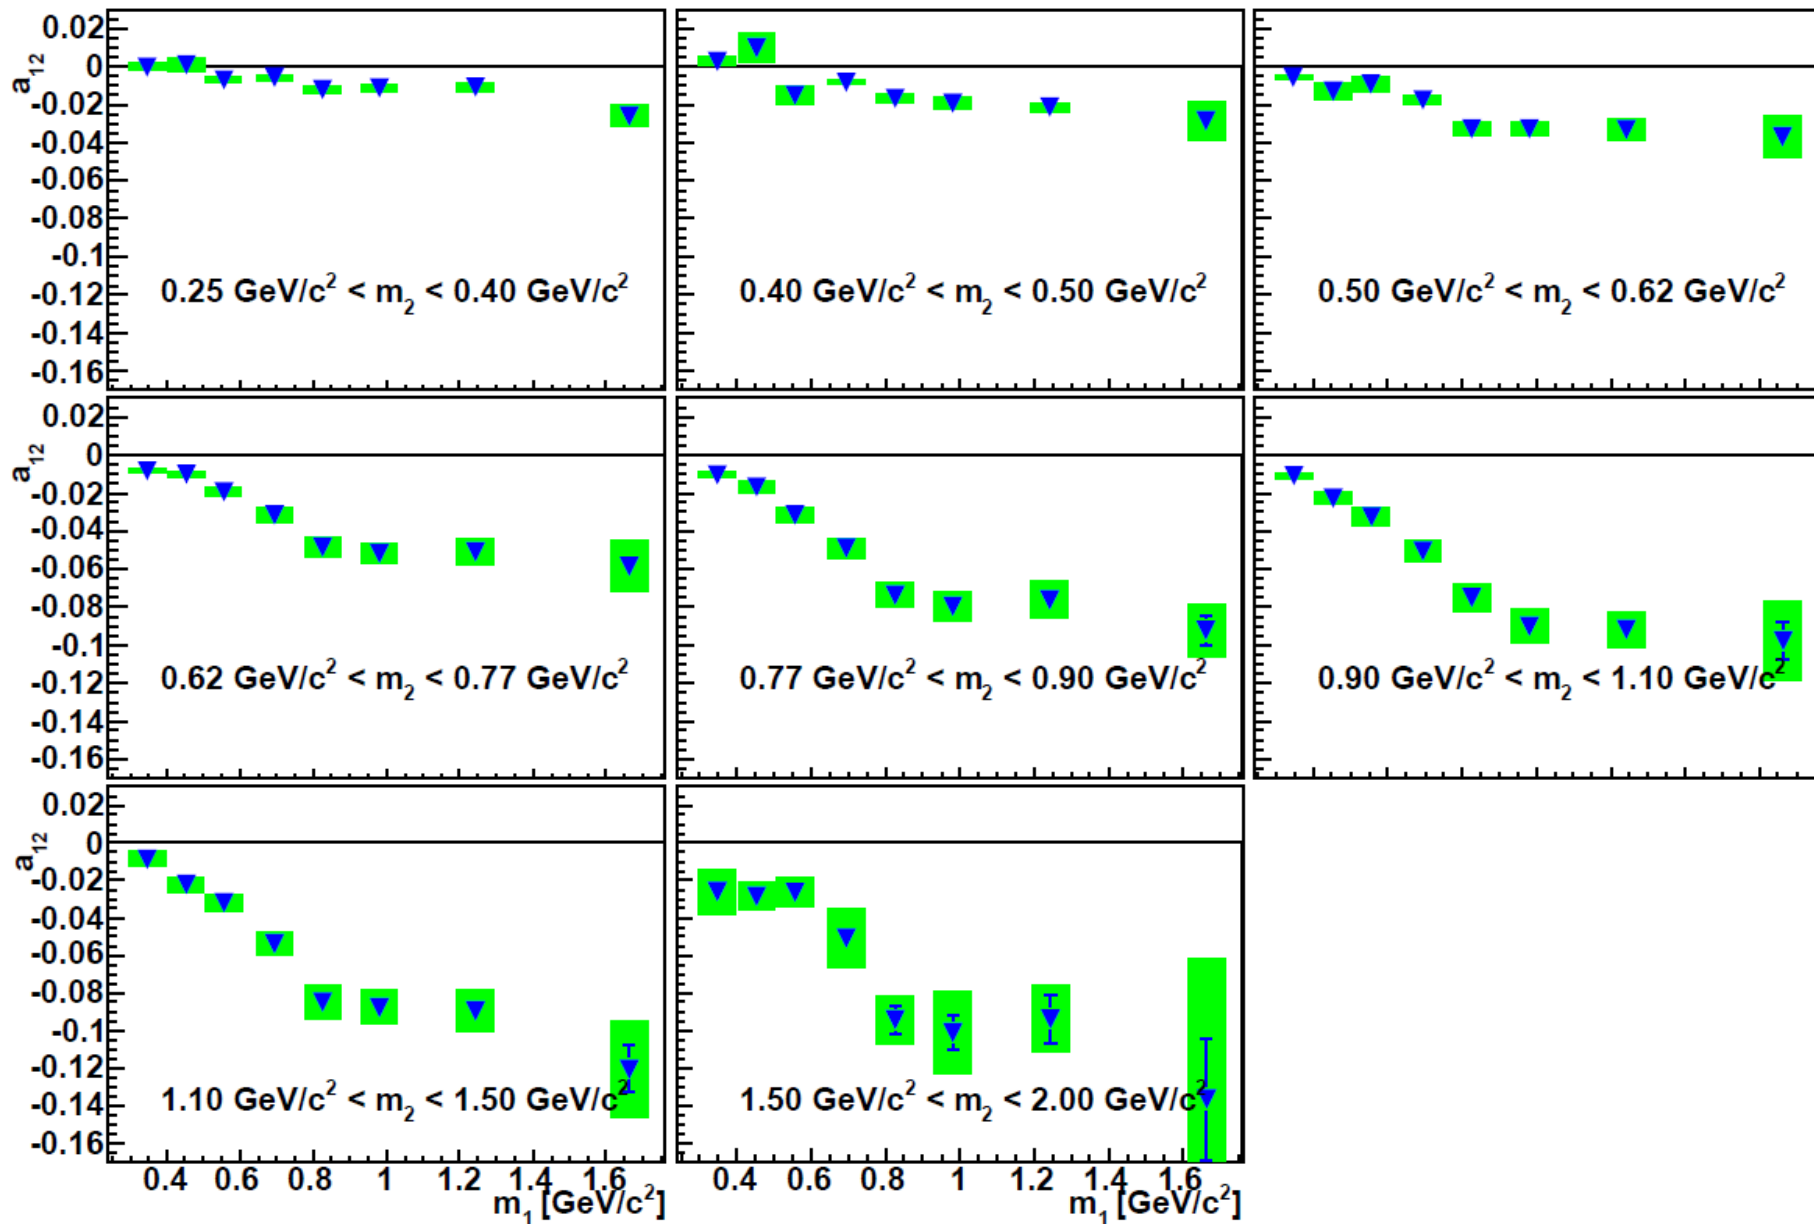 0.02
0
-0.02
-0.04
-0.06
-0.08
-0.1
-0.12
-0.14
-0.16
a12
0.25 GeV/c² < m₂ < 0.40 GeV/c²
0.40 GeV/c² < m₂ < 0.50 GeV/c²
0.50 GeV/c² < m₂ < 0.62 GeV/c²
0.02
0
-0.02
-0.04
-0.06
-0.08
-0.1
-0.12
-0.14
-0.16
a12
0.62 GeV/c² < m₂ < 0.77 GeV/c²
0.77 GeV/c² < m₂ < 0.90 GeV/c²
0.90 GeV/c² < m₂ < 1.10 GeV/c²
0.02
0
-0.02
-0.04
-0.06
-0.08
-0.1
-0.12
-0.14
-0.16
a12
1.10 GeV/c² < m₂ < 1.50 GeV/c²
1.50 GeV/c² < m₂ < 2.00 GeV/c²
0.4 0.6 0.8 1 1.2 1.4 1.6
m₁ [GeV/c²]
0.4 0.6 0.8 1 1.2 1.4 1.6
m₁ [GeV/c²]